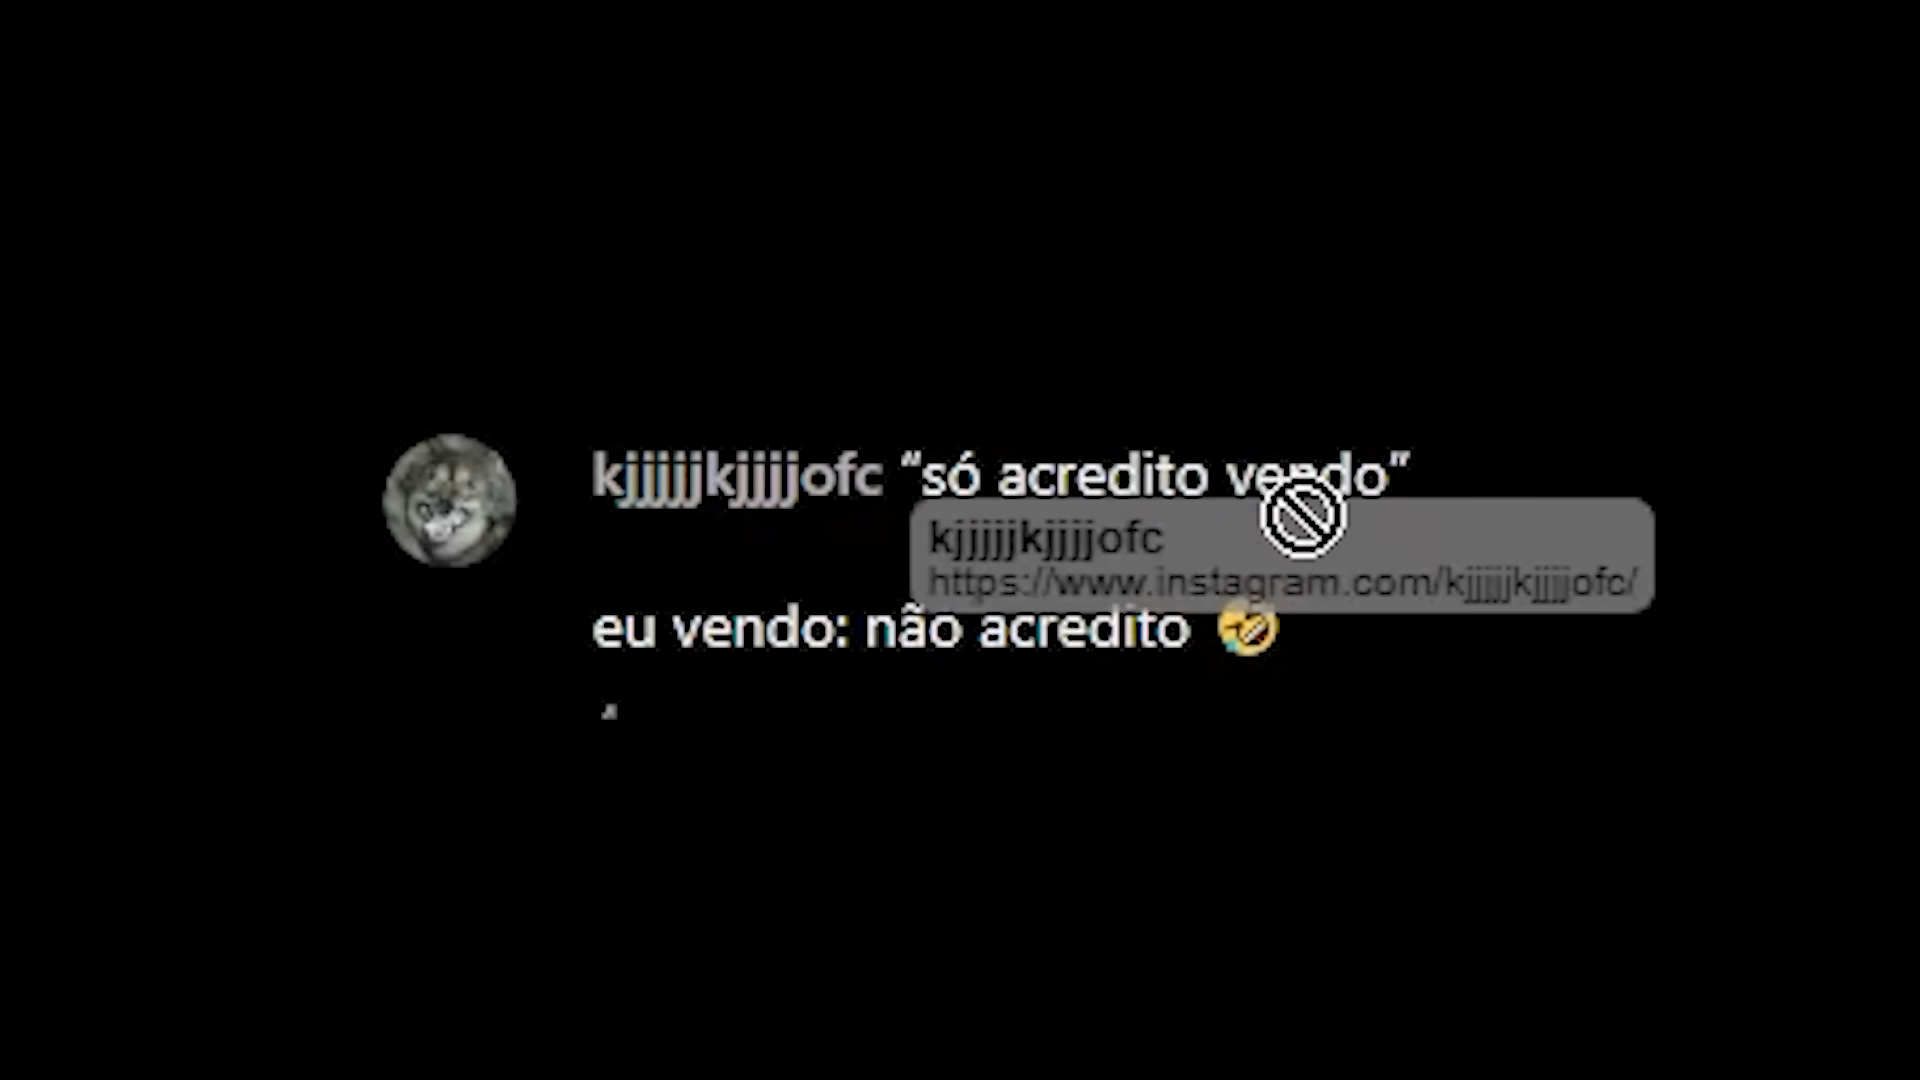 kjjjjjkjjjjofc “só acredito vendo”
kjjjjjkjjjjofc
https://www.instagram.com/kjjjjjkjjjjofc/
eu vendo: não acredito 🤣